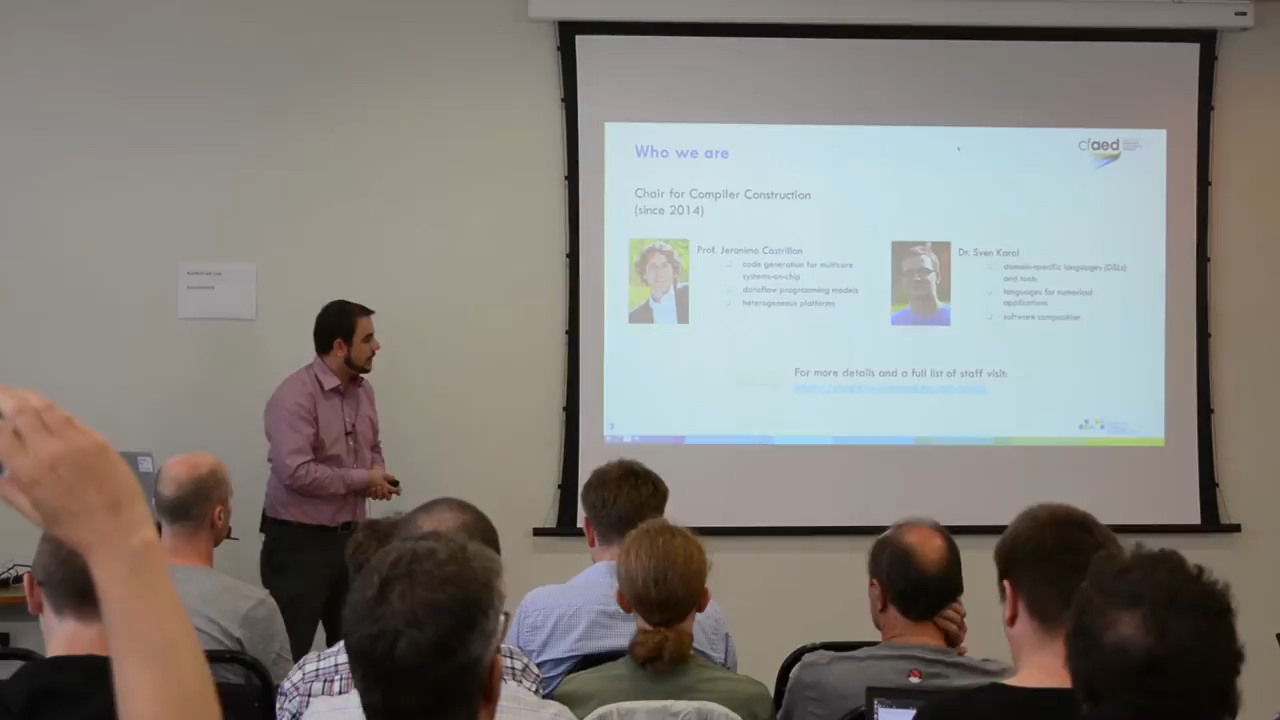 Who we are
cfaed
Chair for Compiler Construction
(since 2014)
Prof. Jeronimo Castrillon
code generation for multicore
systems-on-chip
dataflow programming models
heterogeneous platforms
Dr. Sven Karol
domain-specific languages (DSLs)
and tools
languages for numerical
applications
software composition
For more details and a full list of staff visit: